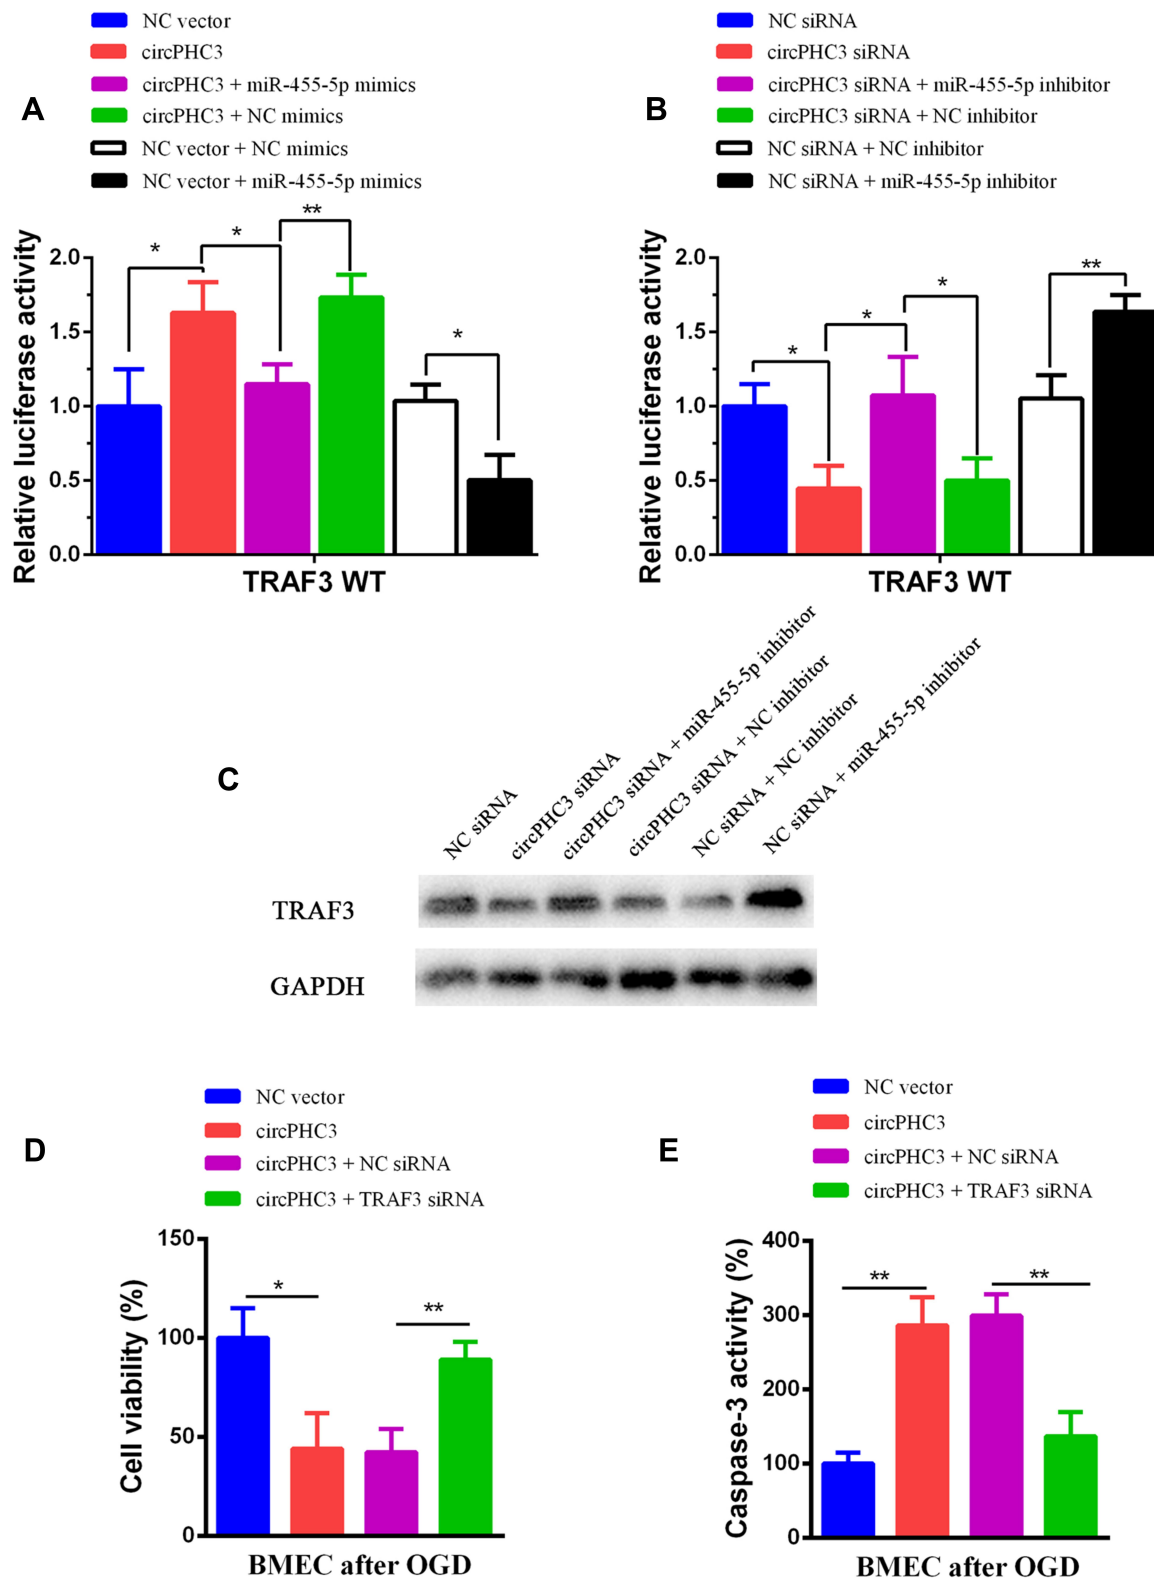 A
NC vector
circPHC3
circPHC3 + miR-455-5p mimics
circPHC3 + NC mimics
NC vector + NC mimics
NC vector + miR-455-5p mimics
Relative luciferase activity
2.0
1.5
1.0
0.5
0.0
*
*
**
*
TRAF3 WT
B
NC siRNA
circPHC3 siRNA
circPHC3 siRNA + miR-455-5p inhibitor
circPHC3 siRNA + NC inhibitor
NC siRNA + NC inhibitor
NC siRNA + miR-455-5p inhibitor
Relative luciferase activity
2.0
1.5
1.0
0.5
0.0
*
*
*
**
TRAF3 WT
C
NC siRNA
circPHC3 siRNA
circPHC3 siRNA + miR-455-5p inhibitor
circPHC3 siRNA + NC inhibitor
NC siRNA + NC inhibitor
NC siRNA + miR-455-5p inhibitor
TRAF3
GAPDH
D
NC vector
circPHC3
circPHC3 + NC siRNA
circPHC3 + TRAF3 siRNA
Cell viability (%)
150
100
50
0
*
**
BMEC after OGD
E
NC vector
circPHC3
circPHC3 + NC siRNA
circPHC3 + TRAF3 siRNA
Caspase-3 activity (%)
400
300
200
100
0
**
**
BMEC after OGD